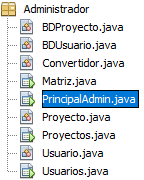 Administrador
BDProyecto.java
BDUsuario.java
Convertidor.java
Matriz.java
PrincipalAdmin.java
Proyecto.java
Proyectos.java
Usuario.java
Usuarios.java